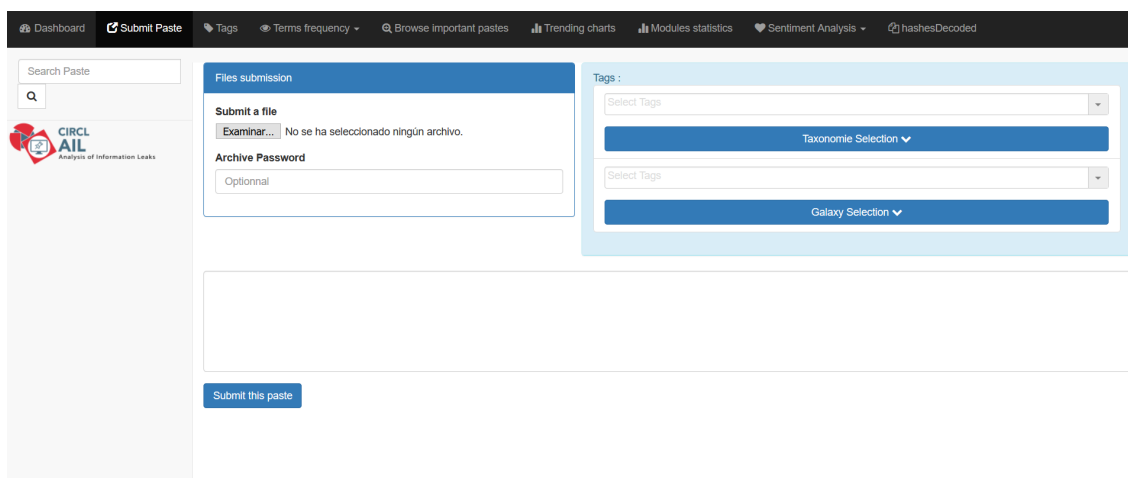 Dashboard Submit Paste Tags Terms frequency Browse important pastes Trending charts Modules statistics Sentiment Analysis hashesDecoded
Search Paste
CIRCL
AIL
Analysis of Information Leaks
Files submission
Submit a file
Examinar... No se ha seleccionado ningún archivo.
Archive Password
Optionnal
Tags :
Select Tags
Taxonomie Selection
Select Tags
Galaxy Selection
Submit this paste